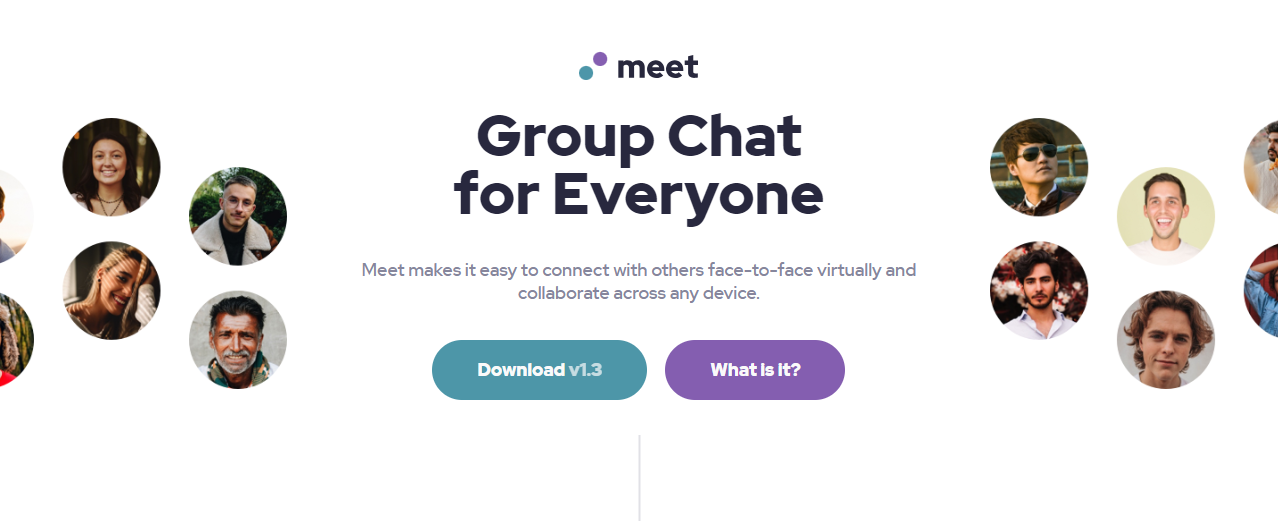 meet
Group Chat
for Everyone
Meet makes it easy to connect with others face-to-face virtually and
collaborate across any device.
Download v1.3
What is it?